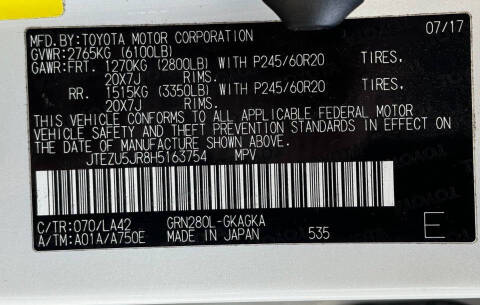 MFD.BY:TOYOTA MOTOR CORPORATION 07/17
GVWR:2765KG (6100LB)
GAWR:FRT. 1270KG (2800LB) WITH P245/60R20 TIRES,
20X7J RIMS.
RR. 1515KG (3350LB) WITH P245/60R20 TIRES,
20X7J RIMS.
THIS VEHICLE CONFORMS TO ALL APPLICABLE FEDERAL MOTOR
VEHICLE SAFETY AND THEFT PREVENTION STANDARDS IN EFFECT ON
THE DATE OF MANUFACTURE SHOWN ABOVE.
JTEZU5JR8H5163754 MPV
C/TR:070/LA42 GRN280L-GKAGKA
A/TM:A01A/A750E MADE IN JAPAN 535 E